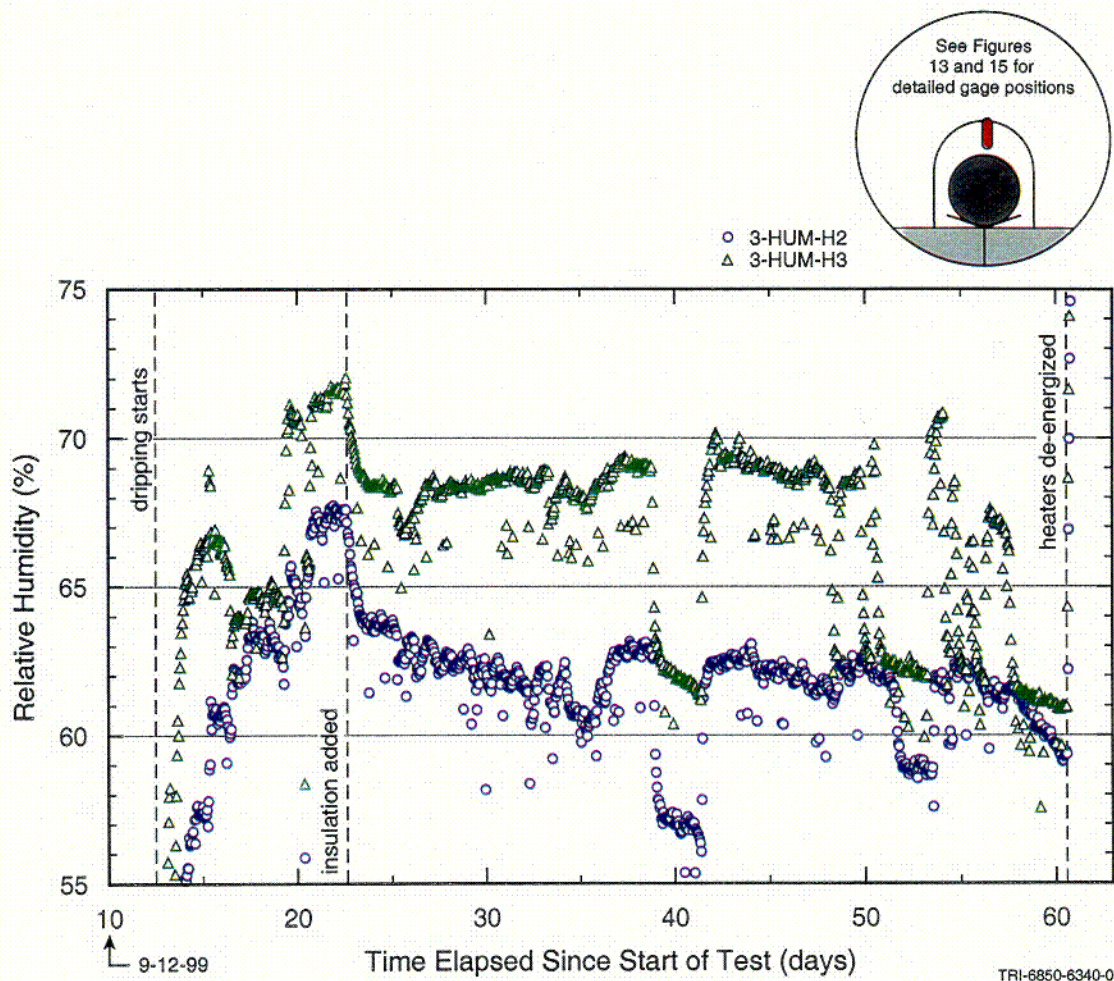 See Figures
13 and 15 for
detailed gage positions
3-HUM-H2
3-HUM-H3
75
70
65
60
55
Relative Humidity (%)
dripping starts
insulation added
heaters de-energized
10 20 30 40 50 60
9-12-99
Time Elapsed Since Start of Test (days)
TRI-6850-6340-0